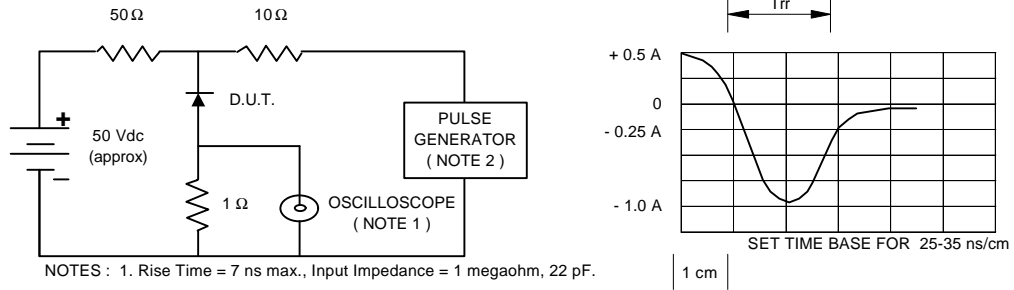 50 Ω
10 Ω
Trr
+
50 Vdc
(approx)
D.U.T.
1 Ω
OSCILLOSCOPE
( NOTE 1 )
PULSE
GENERATOR
( NOTE 2 )
+ 0.5 A
0
- 0.25 A
- 1.0 A
SET TIME BASE FOR 25-35 ns/cm
1 cm
NOTES : 1. Rise Time = 7 ns max., Input Impedance = 1 megaohm, 22 pF.